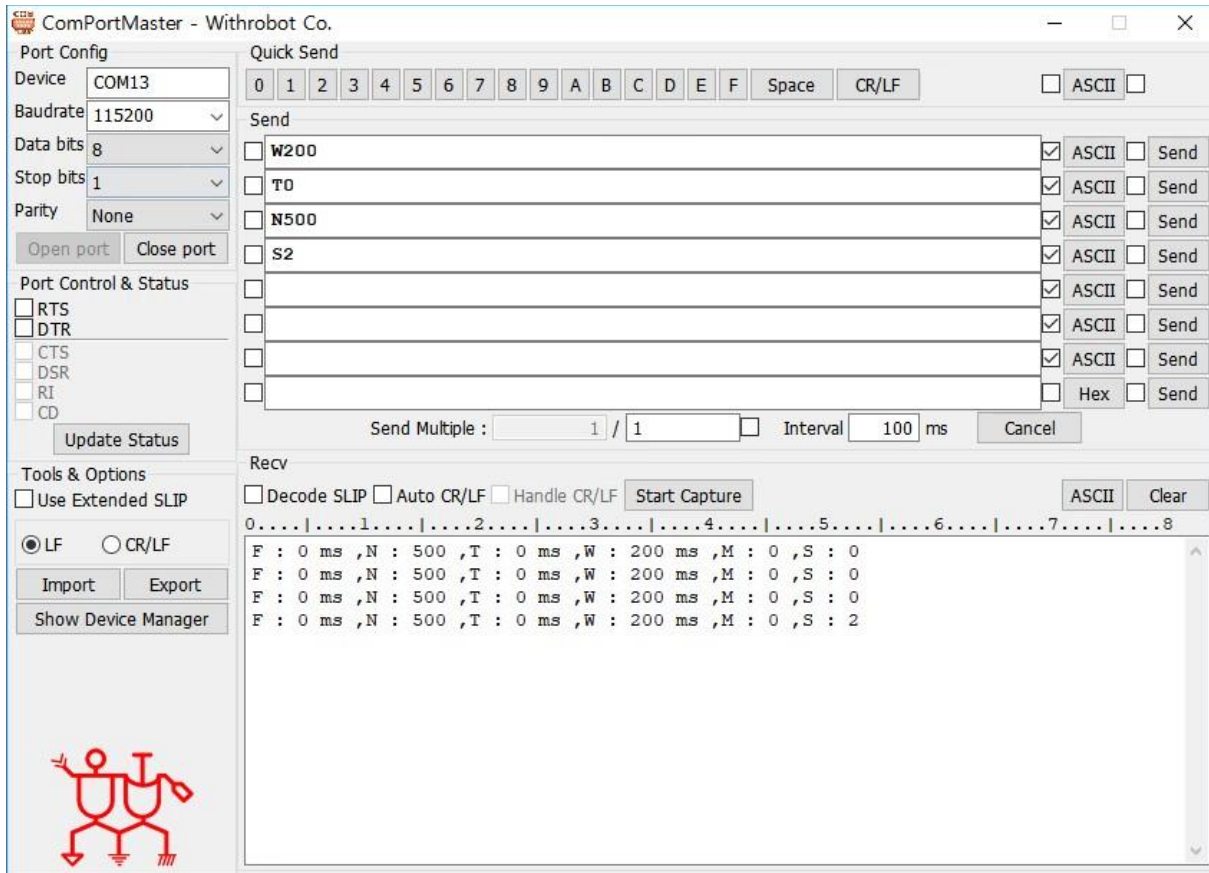 ComPortMaster - Withrobot Co.
Port Config
Device COM13
Baudrate 115200
Data bits 8
Stop bits 1
Parity None
Open port Close port
Port Control & Status
RTS
DTR
CTS
DSR
RI
CD
Update Status
Tools & Options
Use Extended SLIP
LF CR/LF
Import Export
Show Device Manager
Quick Send
0 1 2 3 4 5 6 7 8 9 A B C D E F Space CR/LF ASCII
Send
W200 ASCII Send
T0 ASCII Send
N500 ASCII Send
S2 ASCII Send
ASCII Send
ASCII Send
ASCII Send
Hex Send
Send Multiple : 1 / 1 Interval 100 ms Cancel
Recv
Decode SLIP Auto CR/LF Handle CR/LF Start Capture ASCII Clear
0....|....1....|....2....|....3....|....4....|....5....|....6....|....7....|....8
F : 0 ms ,N : 500 ,T : 0 ms ,W : 200 ms ,M : 0 ,S : 0
F : 0 ms ,N : 500 ,T : 0 ms ,W : 200 ms ,M : 0 ,S : 0
F : 0 ms ,N : 500 ,T : 0 ms ,W : 200 ms ,M : 0 ,S : 0
F : 0 ms ,N : 500 ,T : 0 ms ,W : 200 ms ,M : 0 ,S : 2